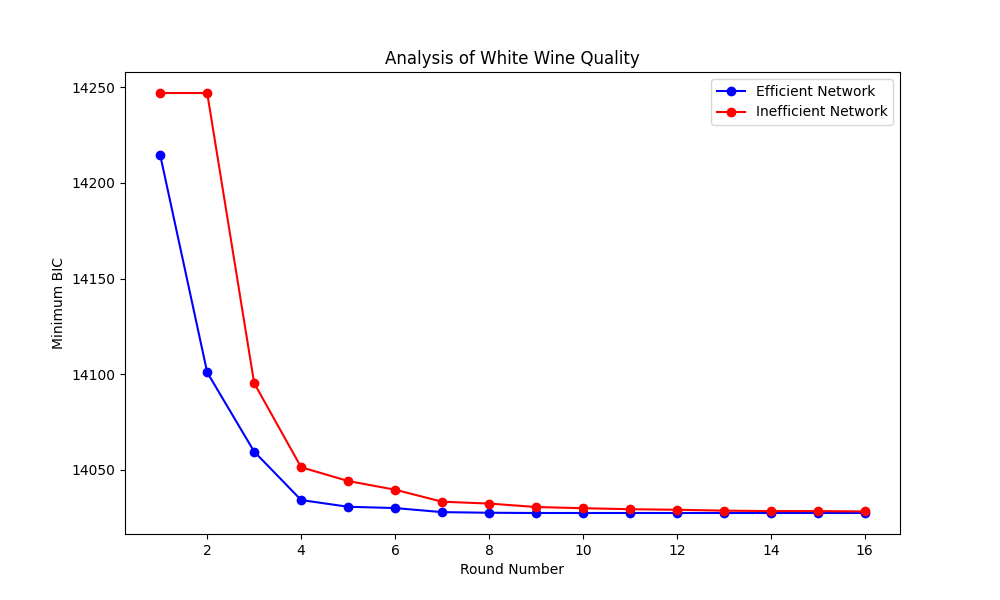 Analysis of White Wine Quality
Efficient Network
Inefficient Network
Minimum BIC
14250
14200
14150
14100
14050
2 4 6 8 10 12 14 16
Round Number